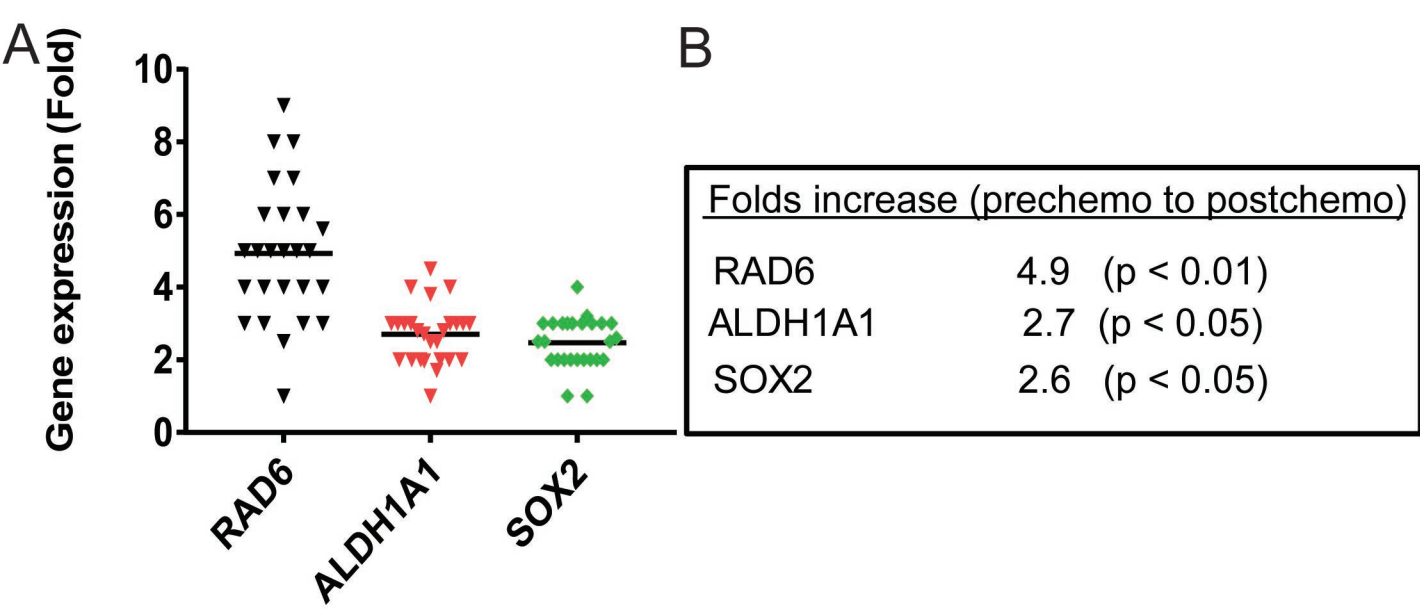 A
Gene expression (Fold)
10
8
6
4
2
0
RAD6
ALDH1A1
SOX2
B
Folds increase (prechemo to postchemo)
RAD6 4.9 (p < 0.01)
ALDH1A1 2.7 (p < 0.05)
SOX2 2.6 (p < 0.05)